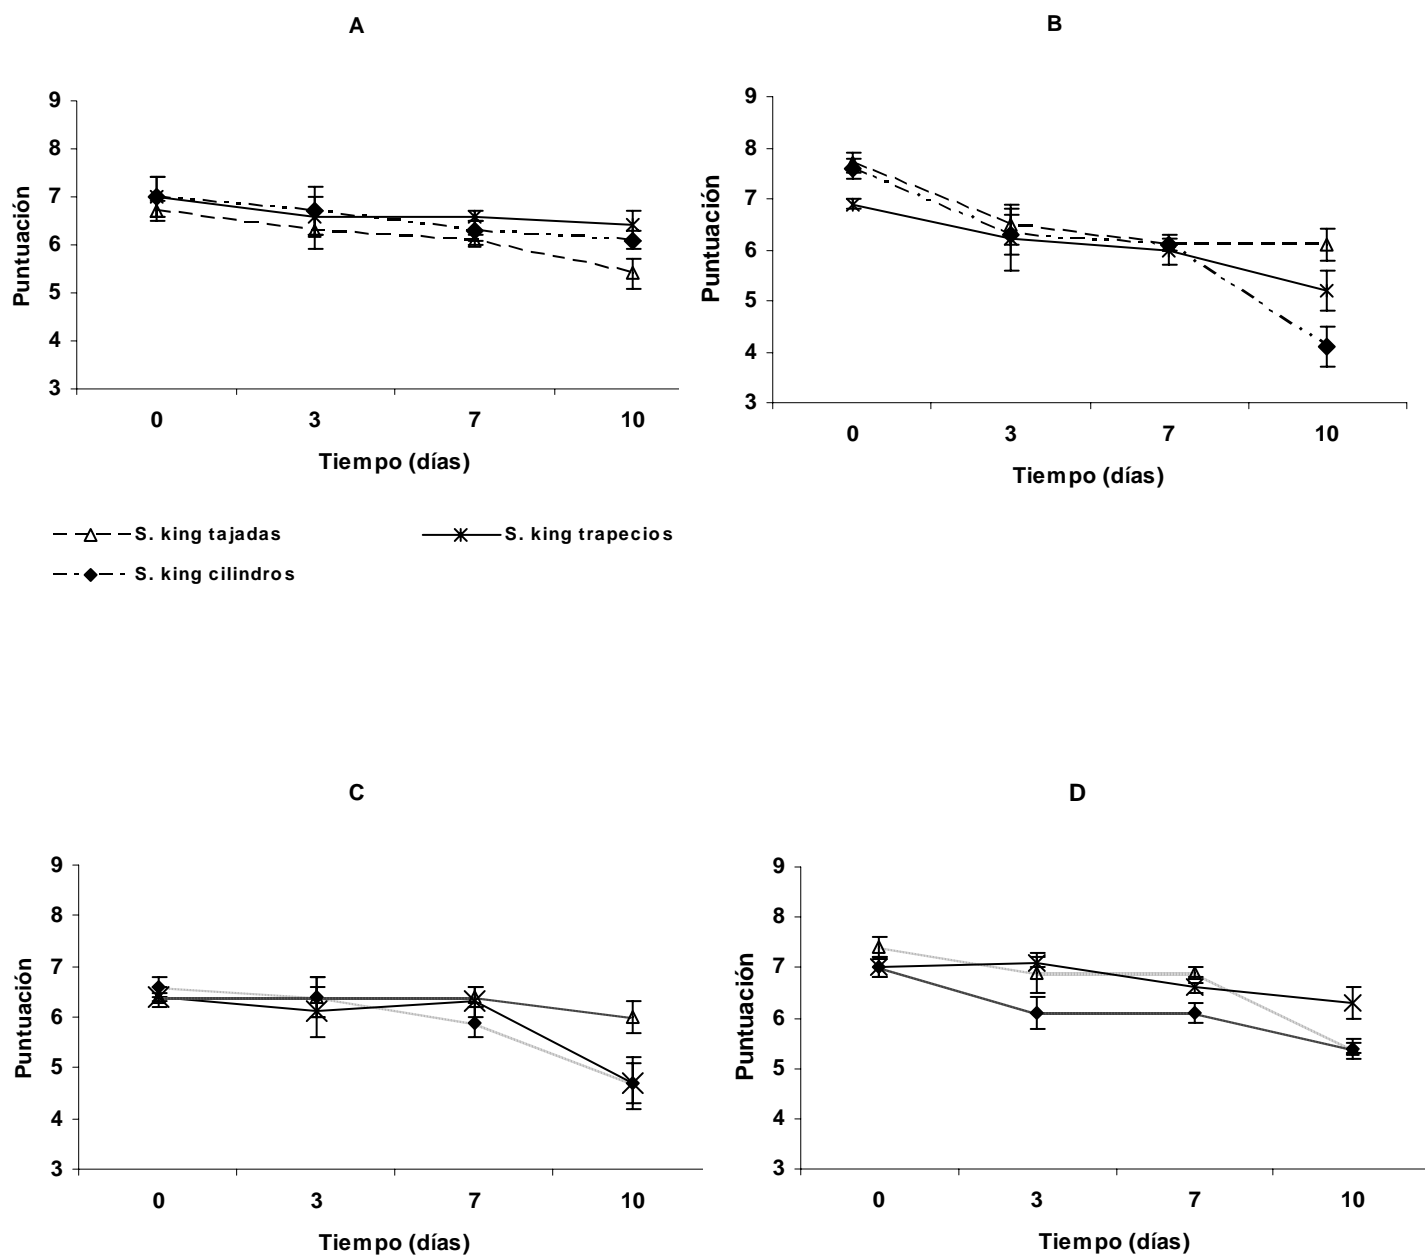 A
9
8
7
6
5
4
3
Puntuación
0 3 7 10
Tiempo (días)
B
9
8
7
6
5
4
3
Puntuación
0 3 7 10
Tiempo (días)
S. king tajadas
S. king trapecios
S. king cilindros
C
9
8
7
6
5
4
3
Puntuación
0 3 7 10
Tiempo (días)
D
9
8
7
6
5
4
3
Puntuación
0 3 7 10
Tiempo (días)